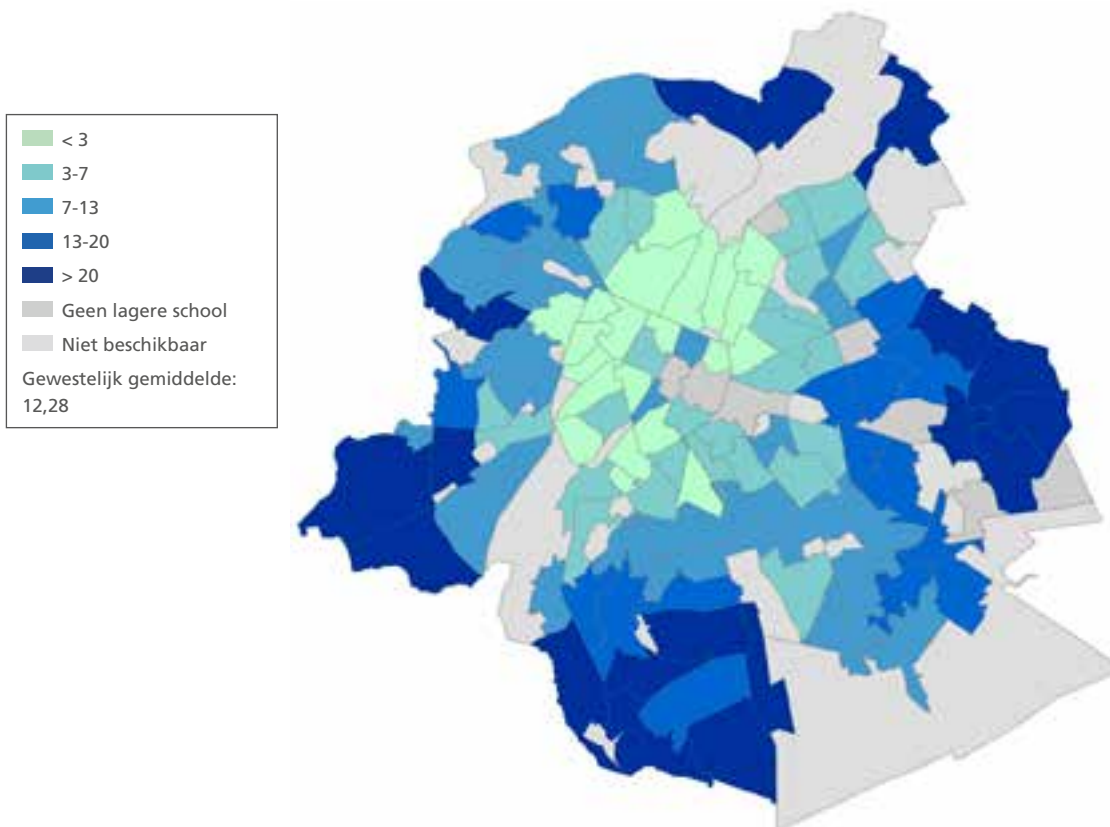 < 3
3-7
7-13
13-20
> 20
Geen lagere school
Niet beschikbaar
Gewestelijk gemiddelde:
12,28